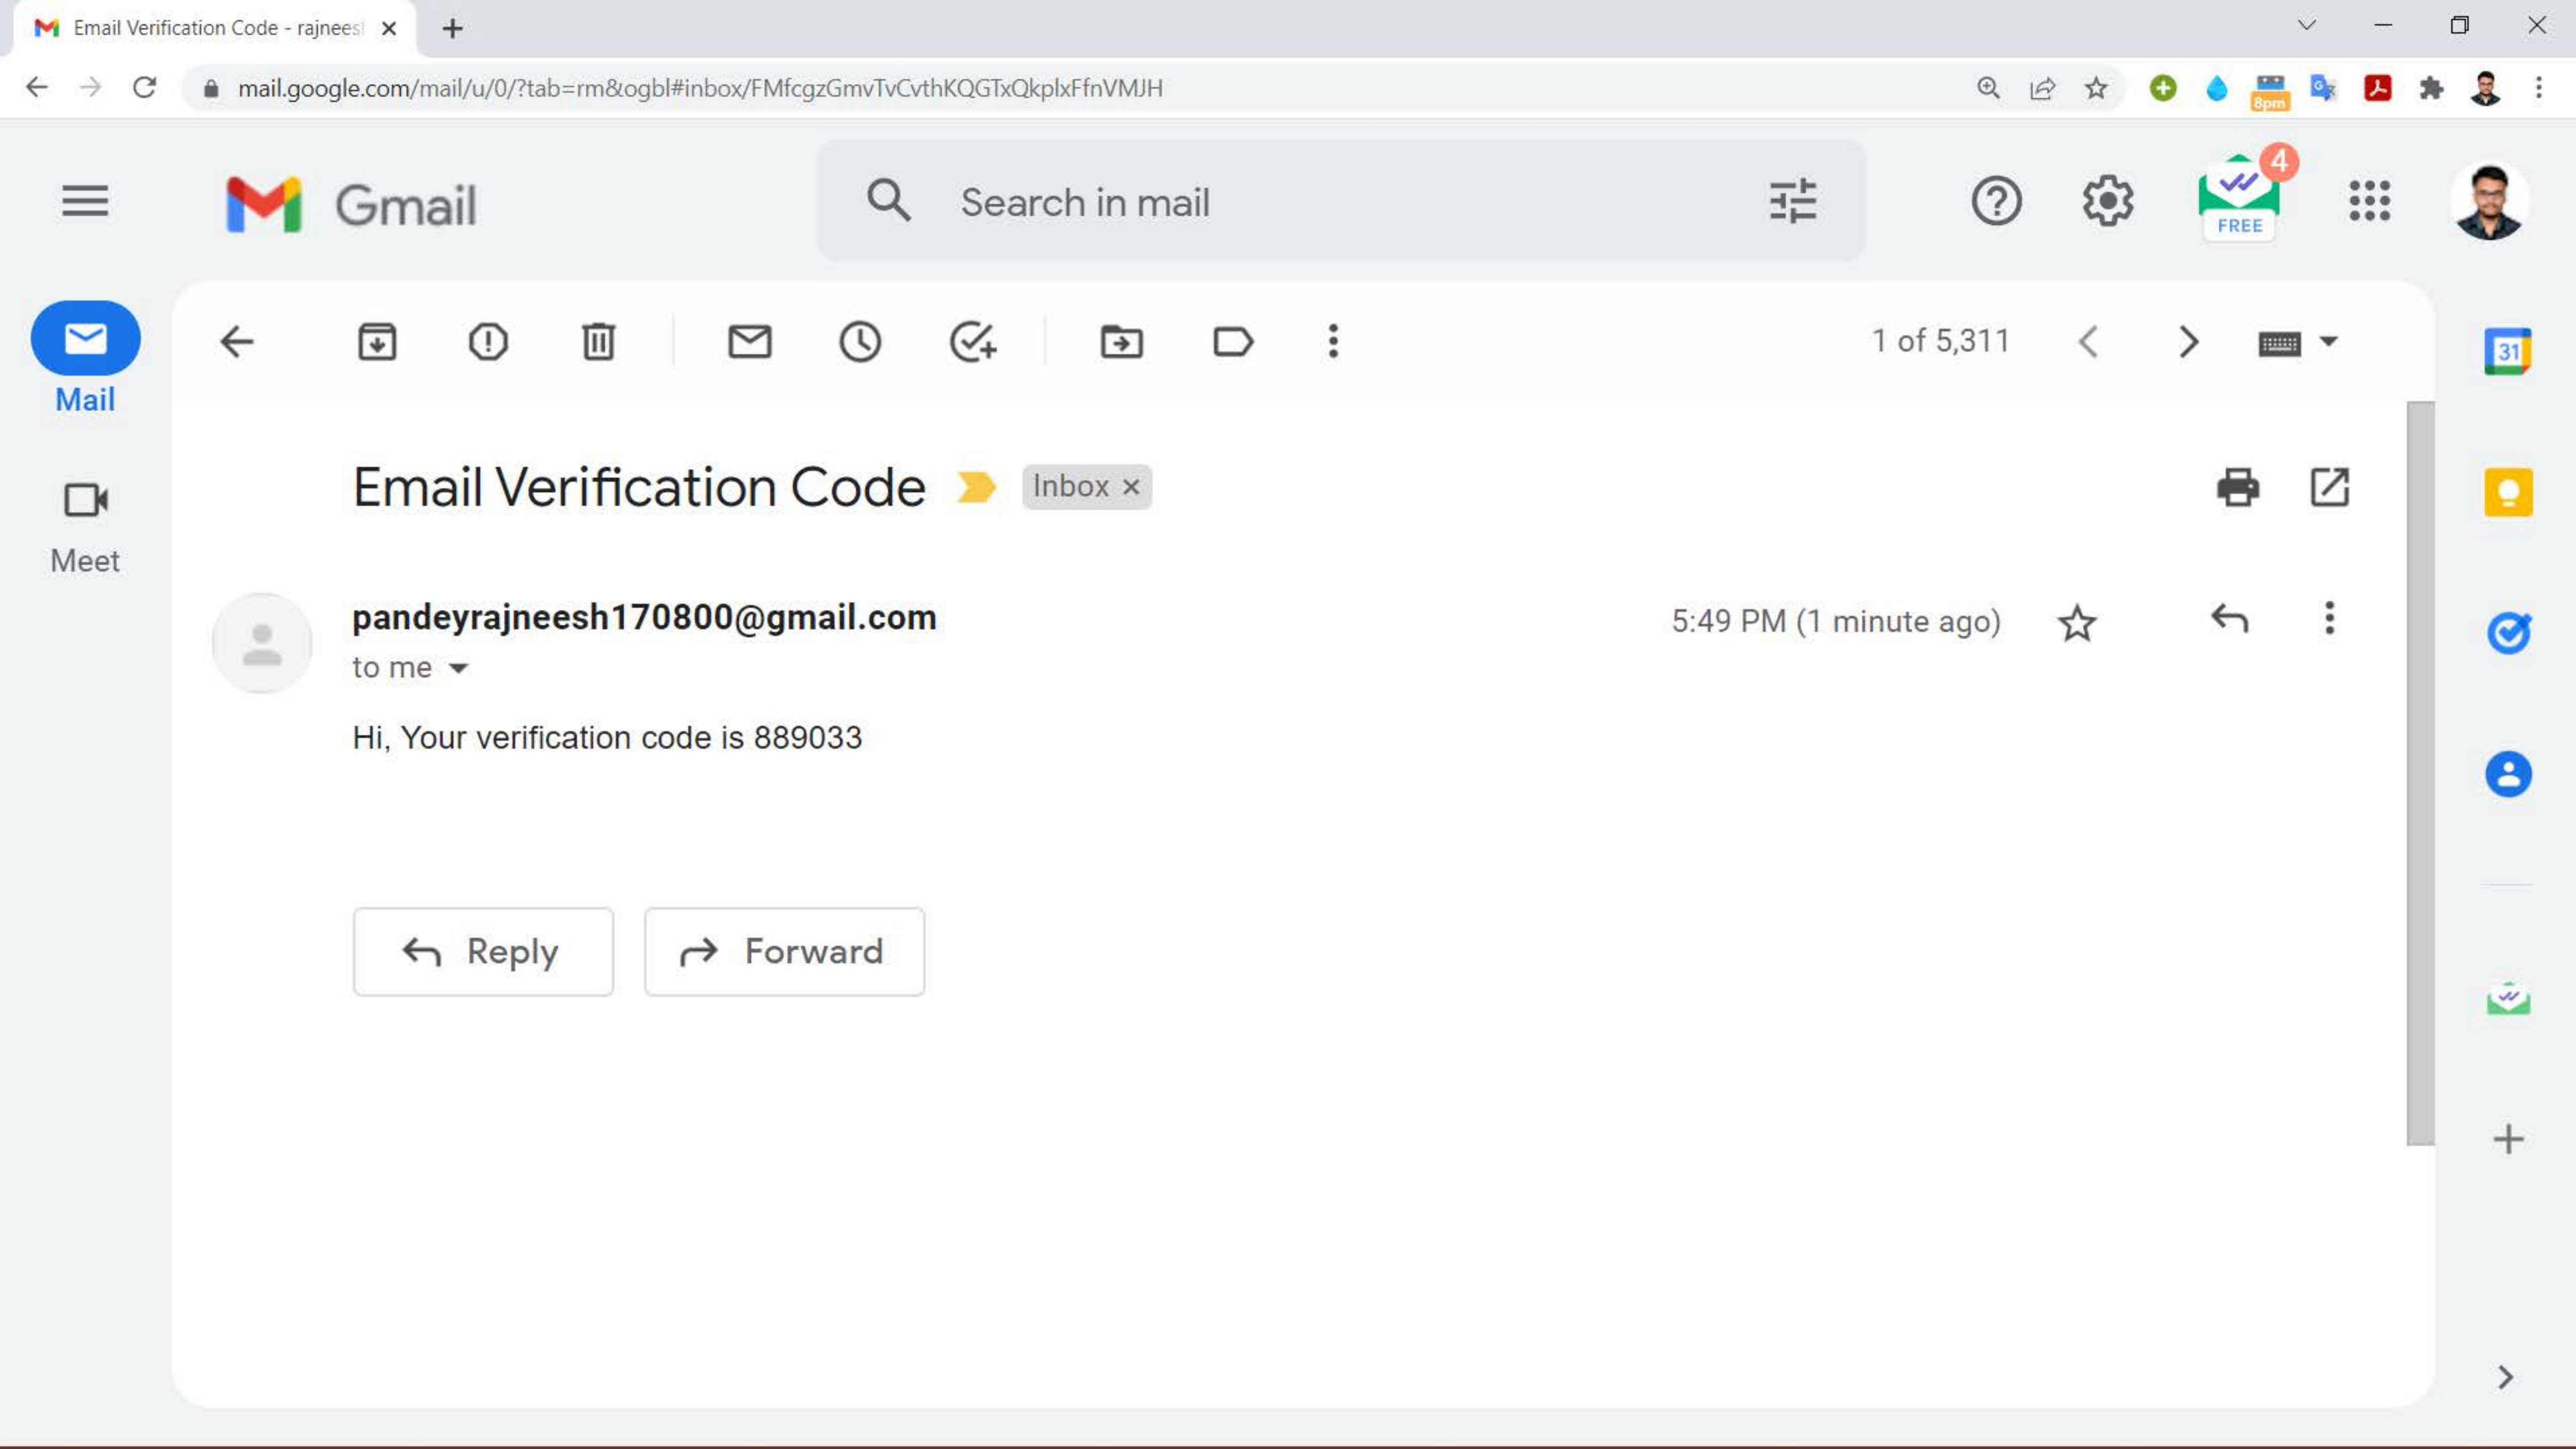 Email Verification Code - rajnees
mail.google.com/mail/u/0/?tab=rm&ogbl#inbox/FMfcgzGmvTvCvthKQGTxQkplxFfnVMJH
8pm
Gmail
Search in mail
4
FREE
Mail
1 of 5,311
31
Email Verification Code
Inbox ×
Meet
pandeyrajneesh170800@gmail.com
5:49 PM (1 minute ago)
to me
Hi, Your verification code is 889033
Reply
Forward